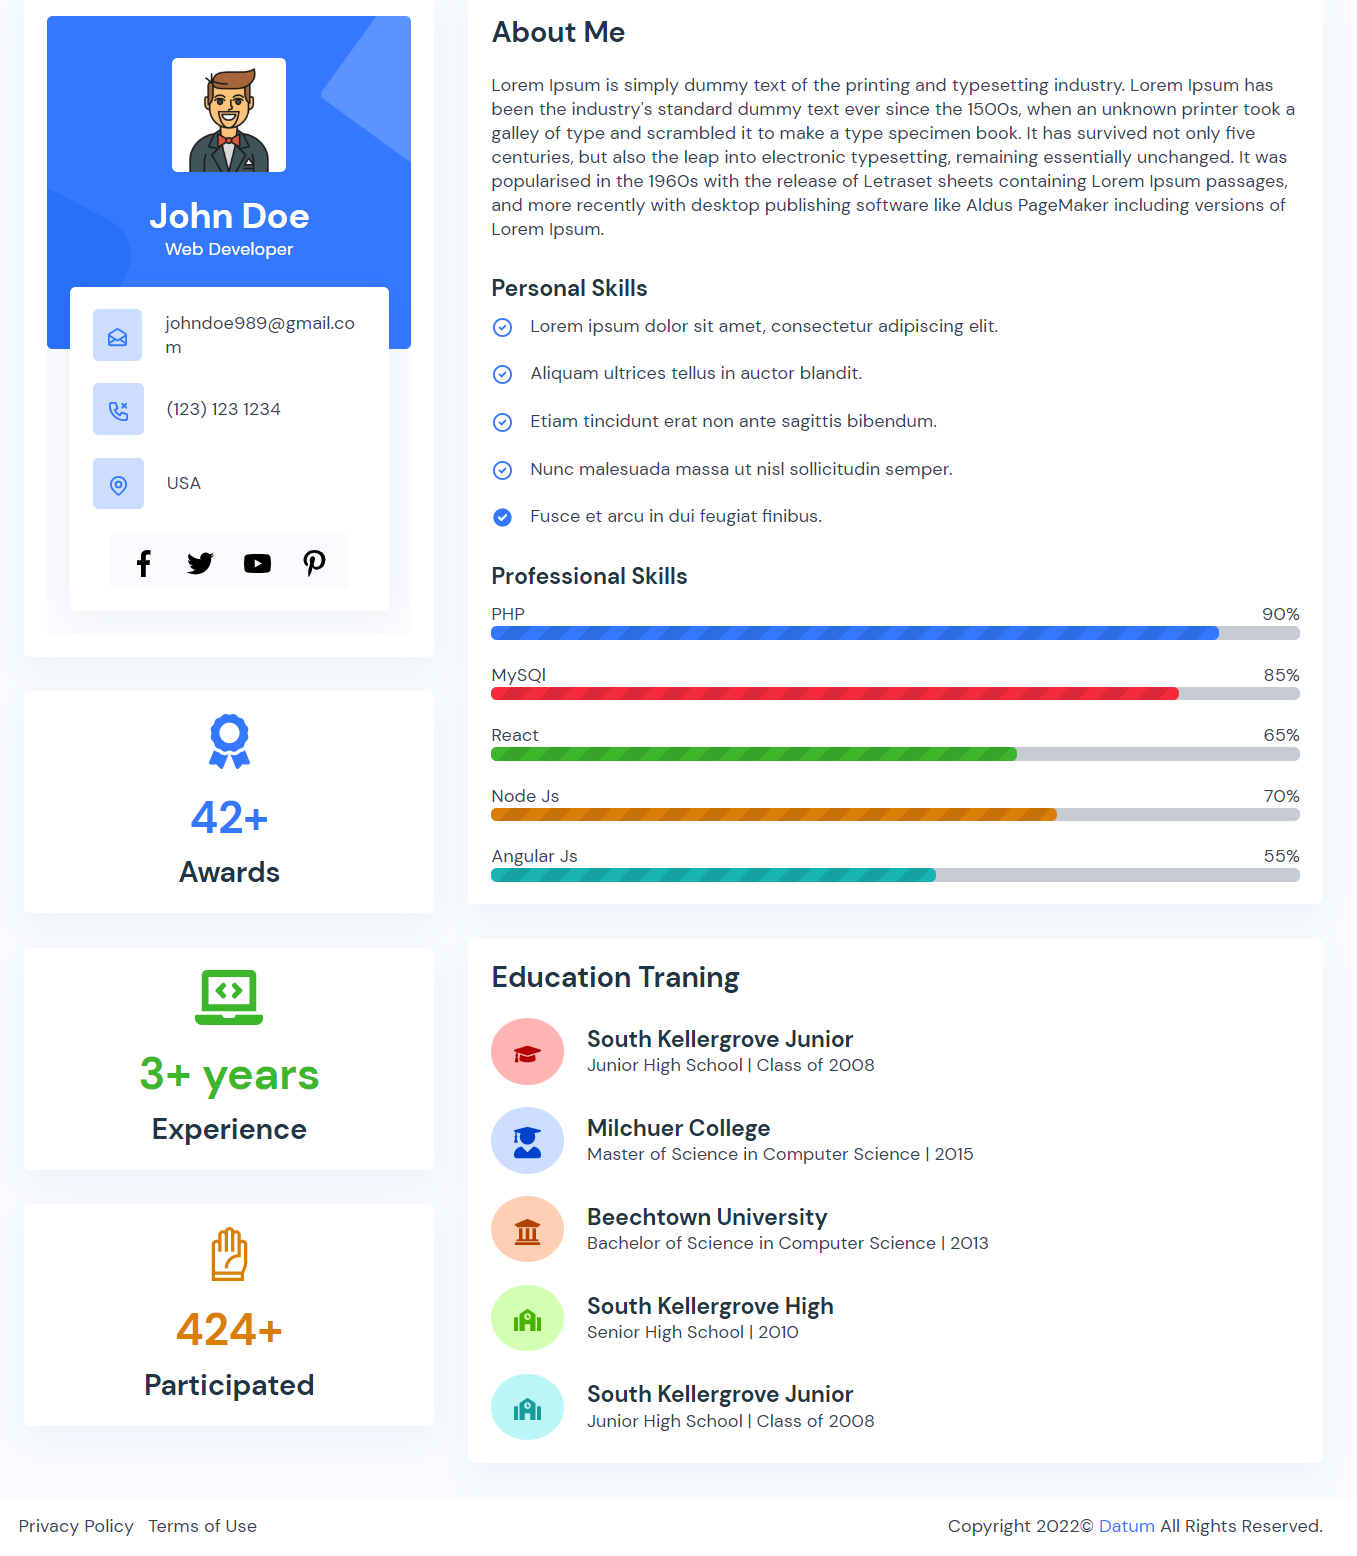 John Doe
Web Developer
johndoe989@gmail.co
m
(123) 123 1234
USA
42+
Awards
3+ years
Experience
424+
Participated
About Me
Lorem Ipsum is simply dummy text of the printing and typesetting industry. Lorem Ipsum has
been the industry's standard dummy text ever since the 1500s, when an unknown printer took a
galley of type and scrambled it to make a type specimen book. It has survived not only five
centuries, but also the leap into electronic typesetting, remaining essentially unchanged. It was
popularised in the 1960s with the release of Letraset sheets containing Lorem Ipsum passages,
and more recently with desktop publishing software like Aldus PageMaker including versions of
Lorem Ipsum.
Personal Skills
Lorem ipsum dolor sit amet, consectetur adipiscing elit.
Aliquam ultrices tellus in auctor blandit.
Etiam tincidunt erat non ante sagittis bibendum.
Nunc malesuada massa ut nisl sollicitudin semper.
Fusce et arcu in dui feugiat finibus.
Professional Skills
PHP 90%
MySQl 85%
React 65%
Node Js 70%
Angular Js 55%
Education Traning
South Kellergrove Junior
Junior High School | Class of 2008
Milchuer College
Master of Science in Computer Science | 2015
Beechtown University
Bachelor of Science in Computer Science | 2013
South Kellergrove High
Senior High School | 2010
South Kellergrove Junior
Junior High School | Class of 2008
Privacy Policy Terms of Use Copyright 2022© Datum All Rights Reserved.